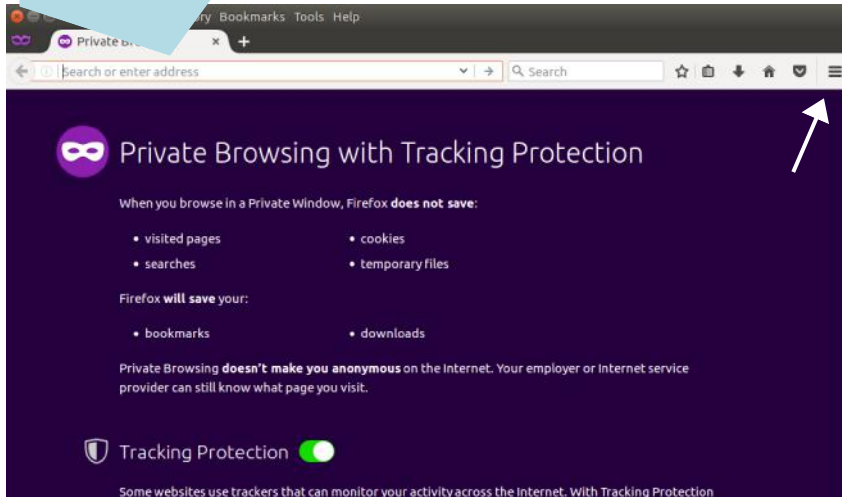 Bookmarks Tools Help
Private
Search or enter address
Search
Private Browsing with Tracking Protection
When you browse in a Private Window, Firefox does not save:
• visited pages • cookies
• searches • temporary files
Firefox will save your:
• bookmarks • downloads
Private Browsing doesn't make you anonymous on the Internet. Your employer or Internet service
provider can still know what page you visit.
Tracking Protection
Some websites use trackers that can monitor your activity across the Internet. With Tracking Protection